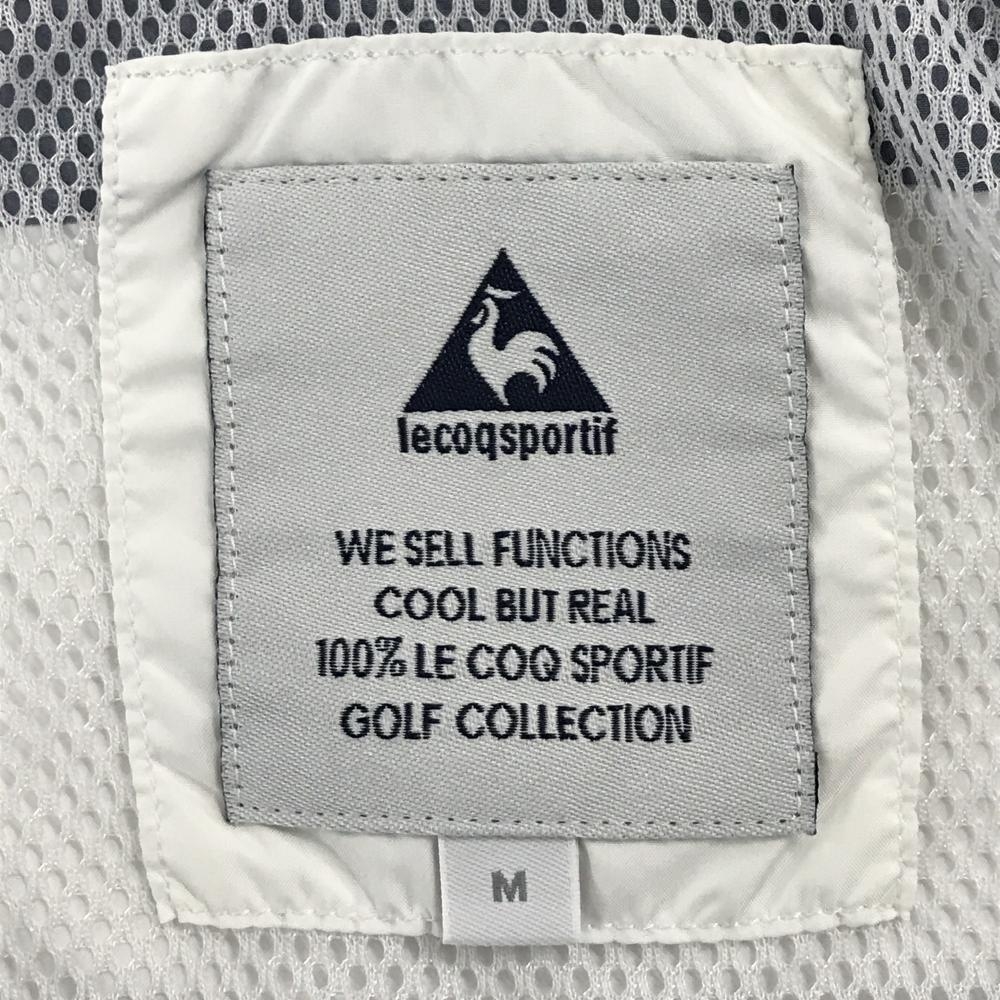 lecoqsportif
WE SELL FUNCTIONS
COOL BUT REAL
100% LE COQ SPORTIF
GOLF COLLECTION
M